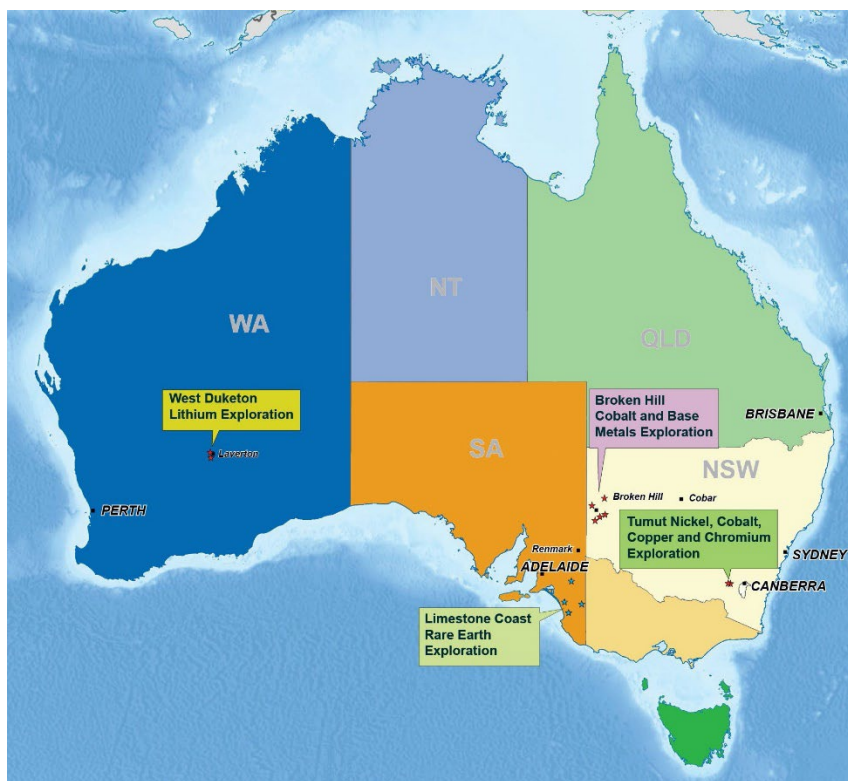 NT
WA
QLD
West Duketon
Lithium Exploration
Broken Hill
Cobalt and Base
Metals Exploration
BRISBANE
SA
Laverton
NSW
Broken Hill
Cobar
PERTH
Tumut Nickel, Cobalt,
Copper and Chromium
Exploration
Renmark
SYDNEY
ADELAIDE
CANBERRA
Limestone Coast
Rare Earth
Exploration